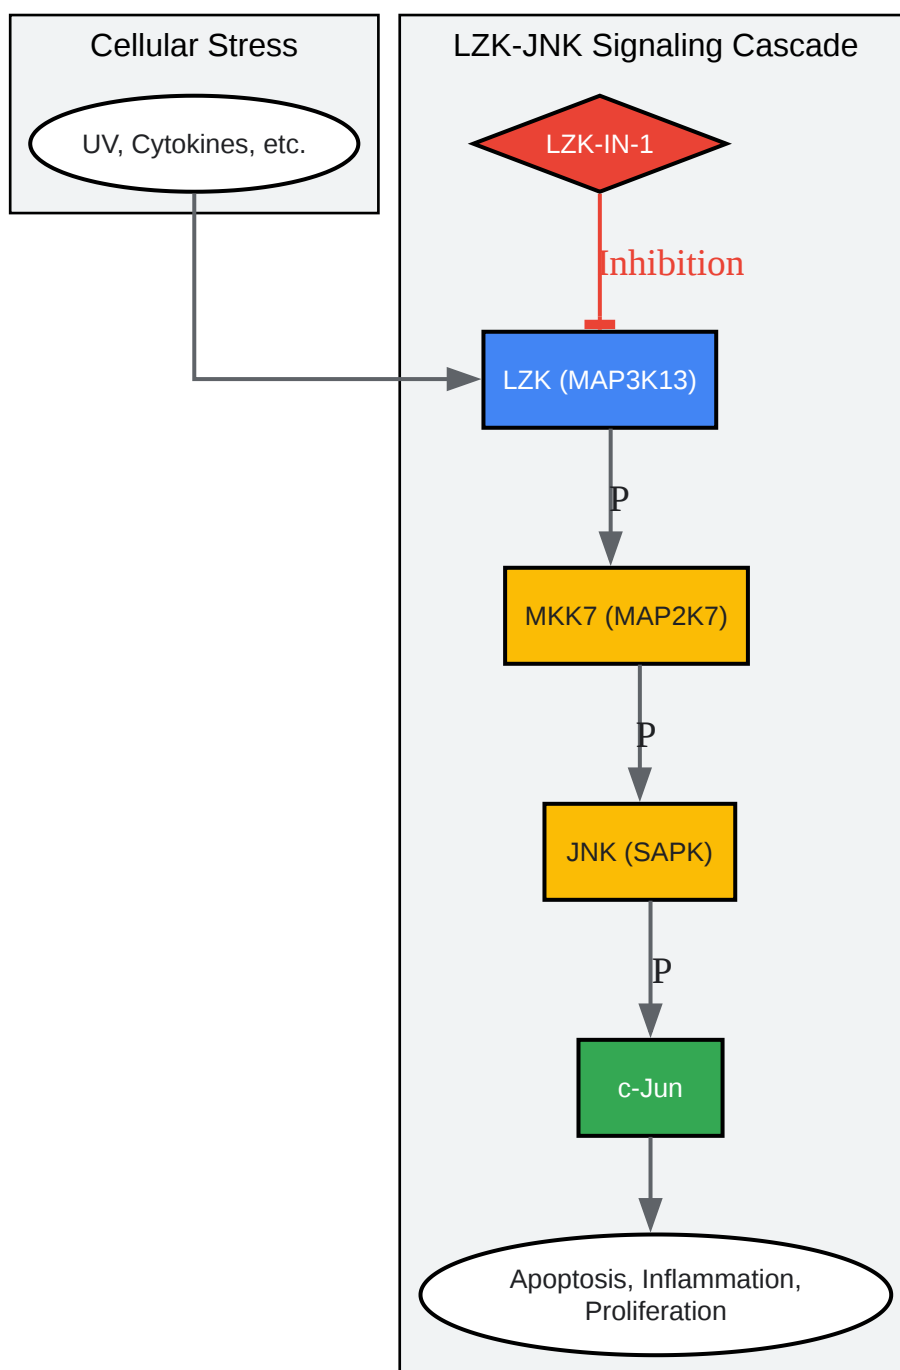 Cellular Stress
UV, Cytokines, etc.
LZK-JNK Signaling Cascade
LZK-IN-1
Inhibition
LZK (MAP3K13)
P
MKK7 (MAP2K7)
P
JNK (SAPK)
P
c-Jun
Apoptosis, Inflammation,
Proliferation